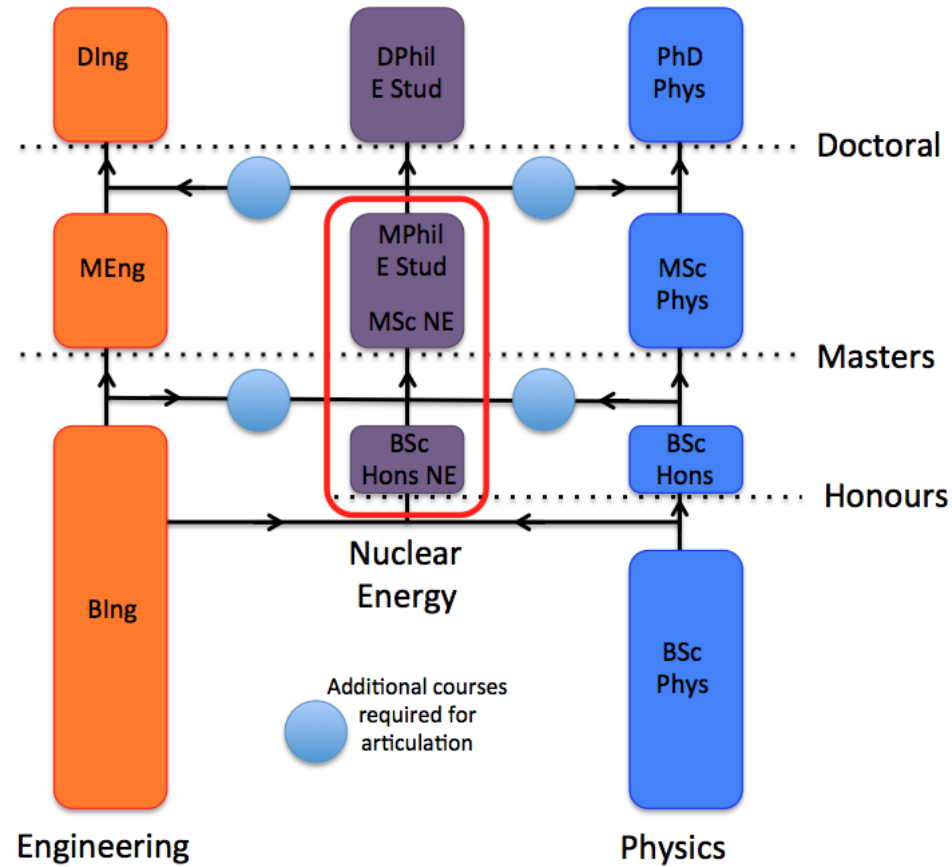 DIng
DPhil
E Stud
PhD
Phys
Doctoral
MEng
MPhil
E Stud
MSc NE
MSc
Phys
Masters
BSc
Hons NE
BSc
Hons
Honours
Nuclear
Energy
BIng
BSc
Phys
Additional courses
required for
articulation
Engineering
Physics